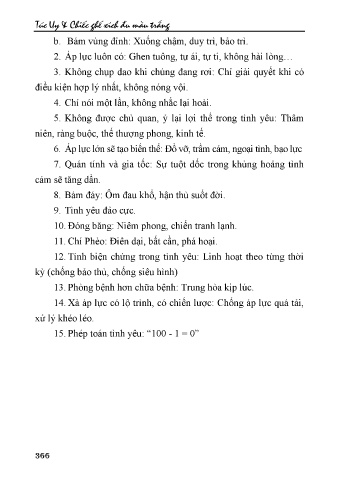 Túc Uy & Chiếc ghế xích đu màu trắng
b. Bám vùng đỉnh: Xuống chậm, duy trì, bảo trì.
2. Áp lực luôn có: Ghen tuông, tự ái, tự ti, không hài lòng…
3. Không chụp dao khi chúng đang rơi: Chỉ giải quyết khi có
điều kiện hợp lý nhất, không nóng vội.
4. Chỉ nói một lần, không nhắc lại hoài.
5. Không được chủ quan, ỷ lại lợi thế trong tình yêu: Thâm
niên, ràng buộc, thế thượng phong, kinh tế.
6. Áp lực lớn sẽ tạo biến thể: Đổ vỡ, trầm cảm, ngoại tình, bạo lực
7. Quán tính và gia tốc: Sự tuột dốc trong khủng hoảng tình
cảm sẽ tăng dần.
8. Bám đáy: Ôm đau khổ, hận thù suốt đời.
9. Tình yêu đảo cực.
10. Đóng băng: Niêm phong, chiến tranh lạnh.
11. Chí Phèo: Điên dại, bất cần, phá hoại.
12. Tính biện chứng trong tình yêu: Linh hoạt theo từng thời
kỳ (chống bảo thủ, chống siêu hình)
13. Phòng bệnh hơn chữa bệnh: Trung hòa kịp lúc.
14. Xả áp lực có lộ trình, có chiến lược: Chống áp lực quá tải,
xử lý khéo léo.
15. Phép toán tình yêu: “100 - 1 = 0”
366